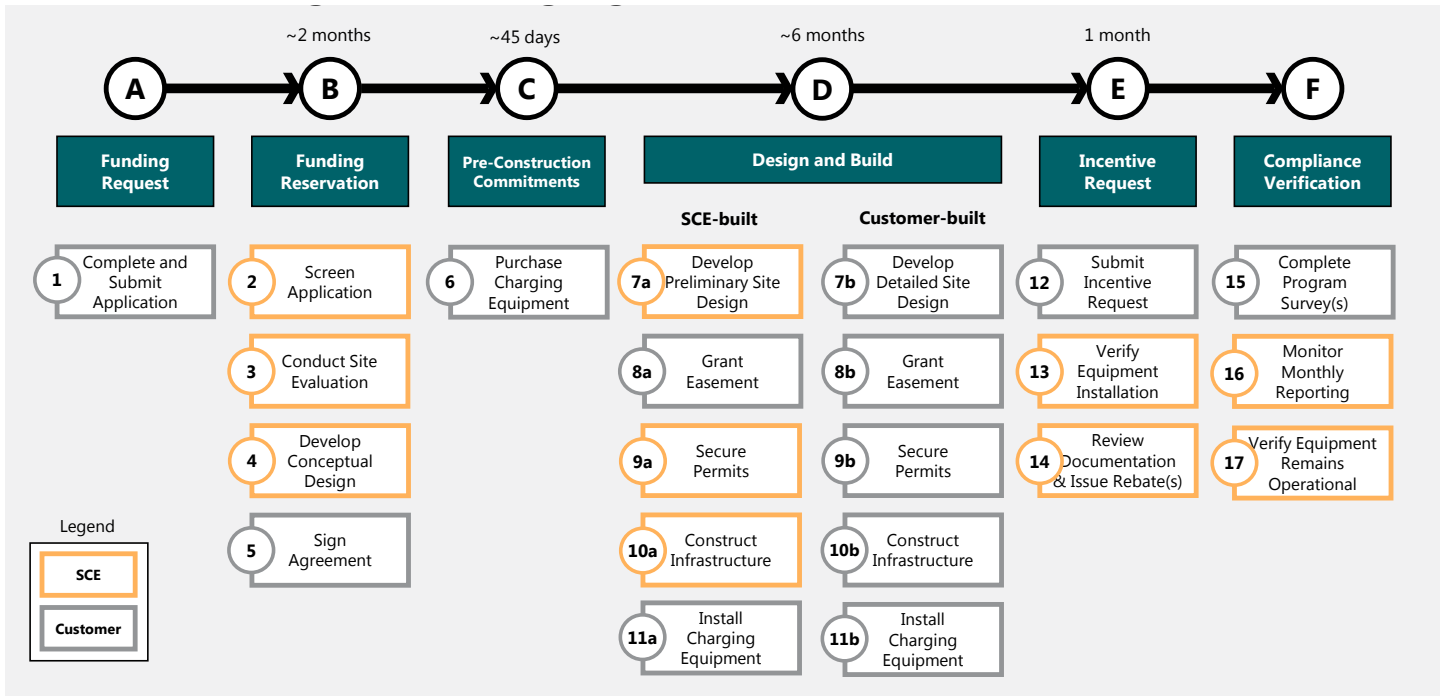 ~2 months
~45 days
~6 months
1 month
A
B
C
D
E
F
Funding
Request
Funding
Reservation
Pre-Construction
Commitments
Design and Build
Incentive
Request
Compliance
Verification
SCE-built
Customer-built
1
Complete and
Submit
Application
2
Screen
Application
3
Conduct Site
Evaluation
4
Develop
Conceptual
Design
5
Sign
Agreement
6
Purchase
Charging
Equipment
7a
Develop
Preliminary Site
Design
8a
Grant
Easement
9a
Secure
Permits
10a
Construct
Infrastructure
11a
Install
Charging
Equipment
7b
Develop
Detailed Site
Design
8b
Grant
Easement
9b
Secure
Permits
10b
Construct
Infrastructure
11b
Install
Charging
Equipment
12
Submit
Incentive
Request
13
Verify
Equipment
Installation
14
Review
Documentation
& Issue Rebate(s)
15
Complete
Program
Survey(s)
16
Monitor
Monthly
Reporting
17
Verify Equipment
Remains
Operational
Legend
SCE
Customer